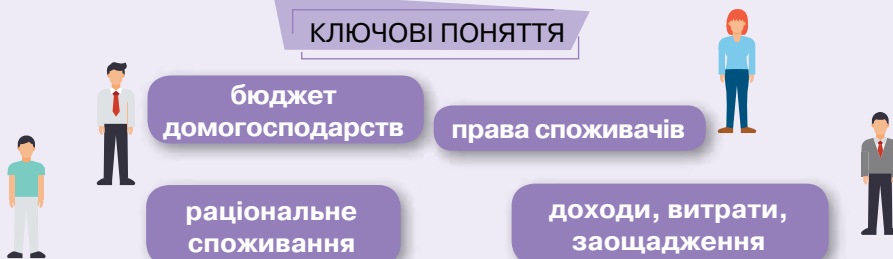 КЛЮЧОВІ ПОНЯТТЯ
бюджет
домогосподарств
права споживачів
раціональне
споживання
доходи, витрати,
заощадження